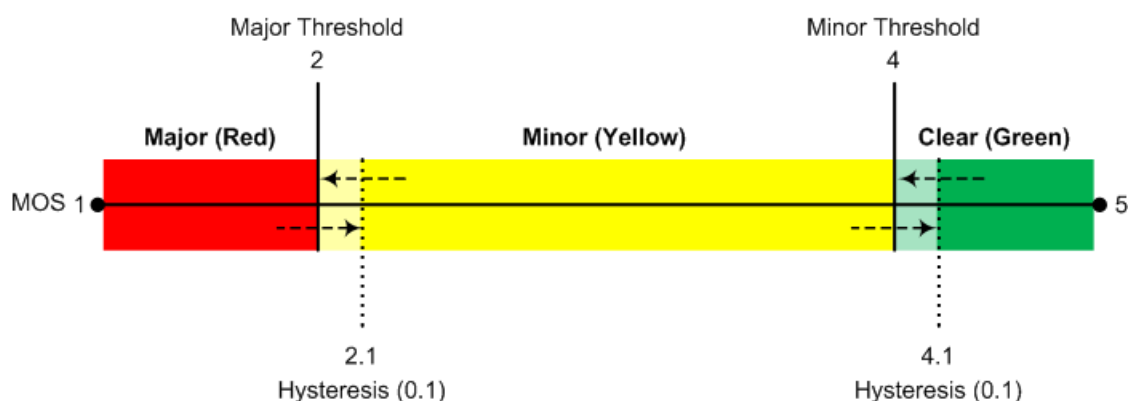 Major Threshold
2
Minor Threshold
4
Major (Red)
Minor (Yellow)
Clear (Green)
MOS 1
5
2.1
Hysteresis (0.1)
4.1
Hysteresis (0.1)